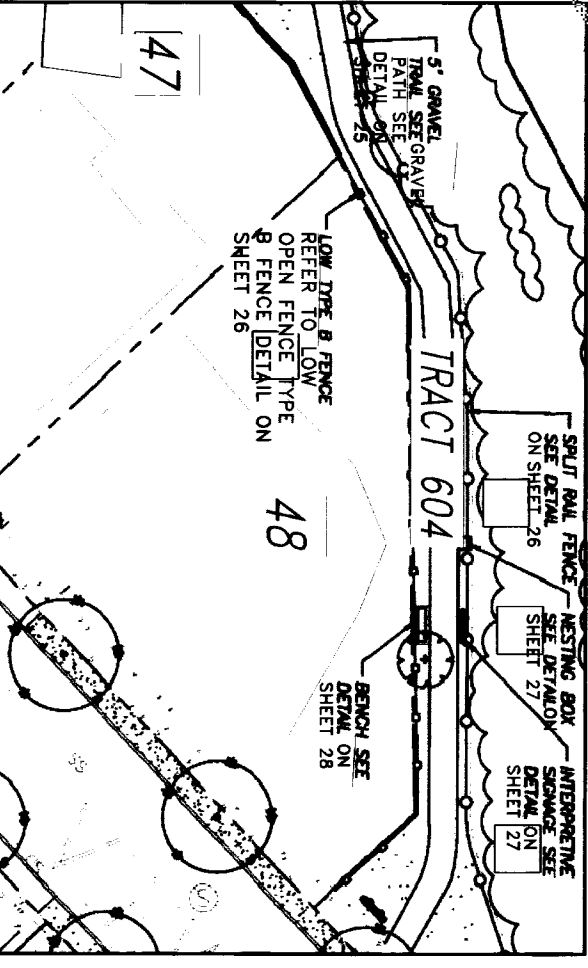 47
5' GRAVEL
TRAIL SEE GRAVEL
PATH SEE
DETAIL ON
SHEET 25
LOW TYPE B FENCE
REFER TO LOW
OPEN FENCE TYPE
B FENCE DETAIL ON
SHEET 26
TRACT 604
48
SPLIT RAIL FENCE
SEE DETAIL
ON SHEET 26
NESTING BOX
SEE DETAIL ON
SHEET 27
INTERPRETIVE
SIGNAGE SEE
DETAIL ON
SHEET 27
BENCH SEE
DETAIL ON
SHEET 28